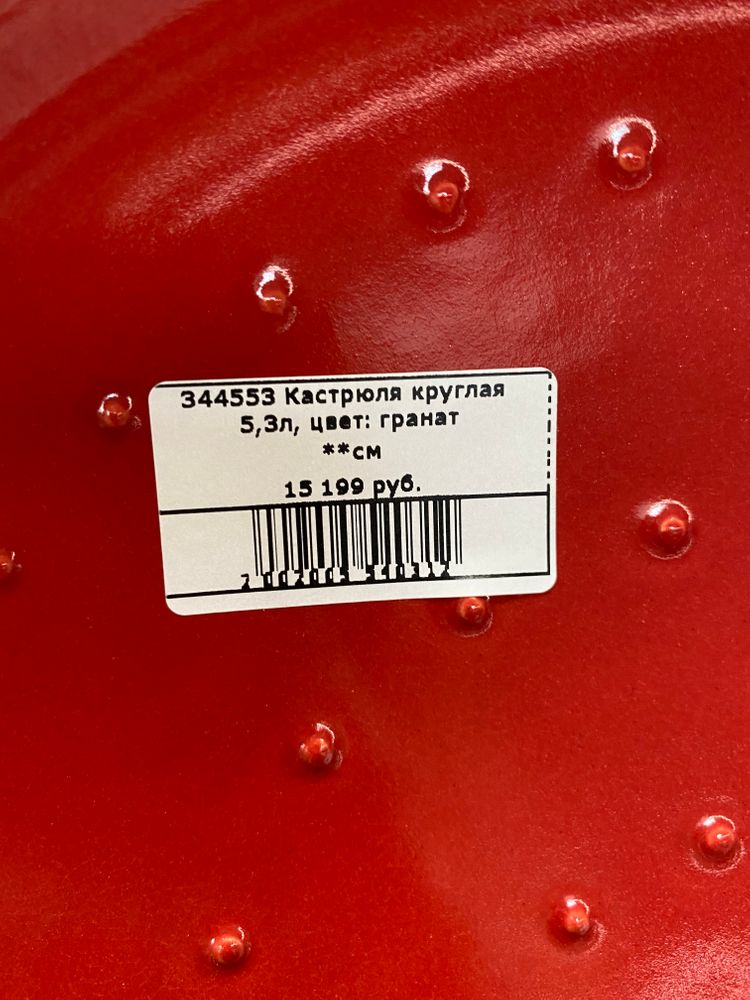 344553 Кастрюля круглая
5,3л, цвет: гранат
**см
15 199 руб.